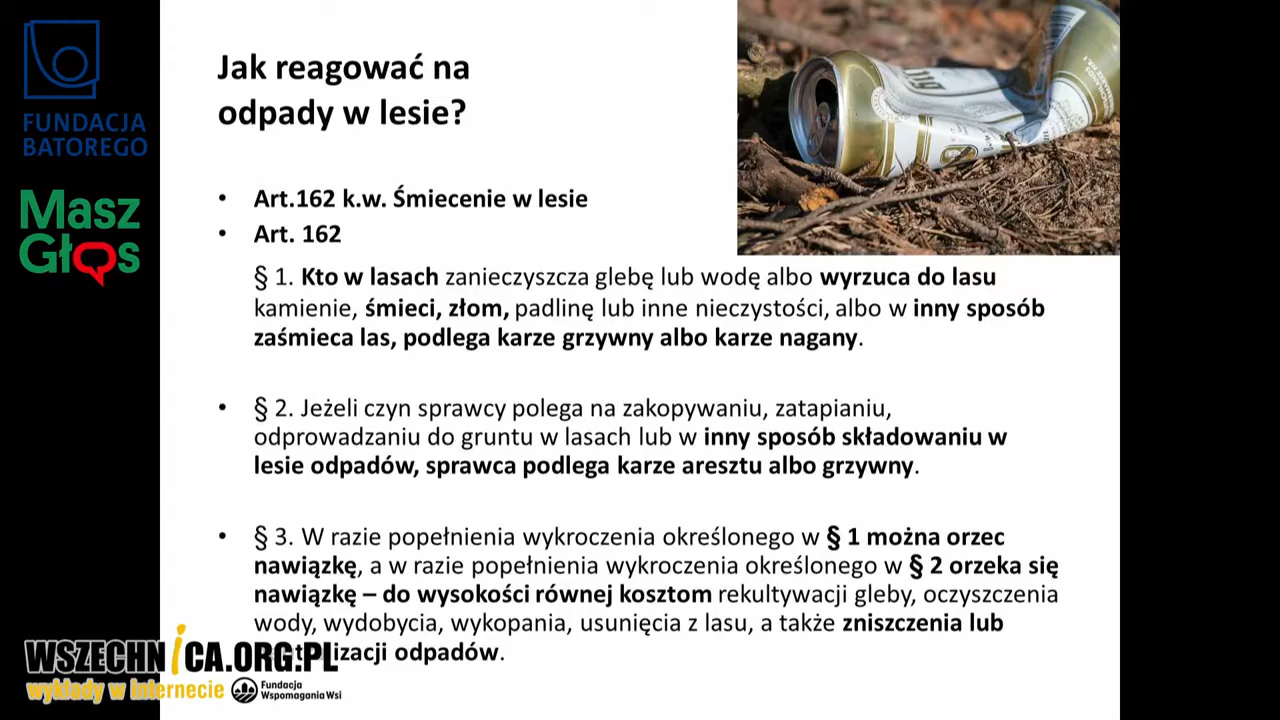 FUNDACJA
BATOREGO
Masz
Głos
Jak reagować na
odpady w lesie?
• Art.162 k.w. Śmiecenie w lesie
• Art. 162
§ 1. Kto w lasach zanieczyszcza glebę lub wodę albo wyrzuca do lasu
kamienie, śmieci, złom, padlinę lub inne nieczystości, albo w inny sposób
zaśmieca las, podlega karze grzywny albo karze nagany.
• § 2. Jeżeli czyn sprawcy polega na zakopywaniu, zatapianiu,
odprowadzaniu do gruntu w lasach lub w inny sposób składowaniu w
lesie odpadów, sprawca podlega karze aresztu albo grzywny.
• § 3. W razie popełnienia wykroczenia określonego w § 1 można orzec
nawiązkę, a w razie popełnienia wykroczenia określonego w § 2 orzeka się
nawiązkę – do wysokości równej kosztom rekultywacji gleby, oczyszczenia
wody, wydobycia, wykopania, usunięcia z lasu, a także zniszczenia lub
odpadów.
WSZECHNICA.ORG.PL
wykłady w internecie
Fundacja
Wspomagania Wsi